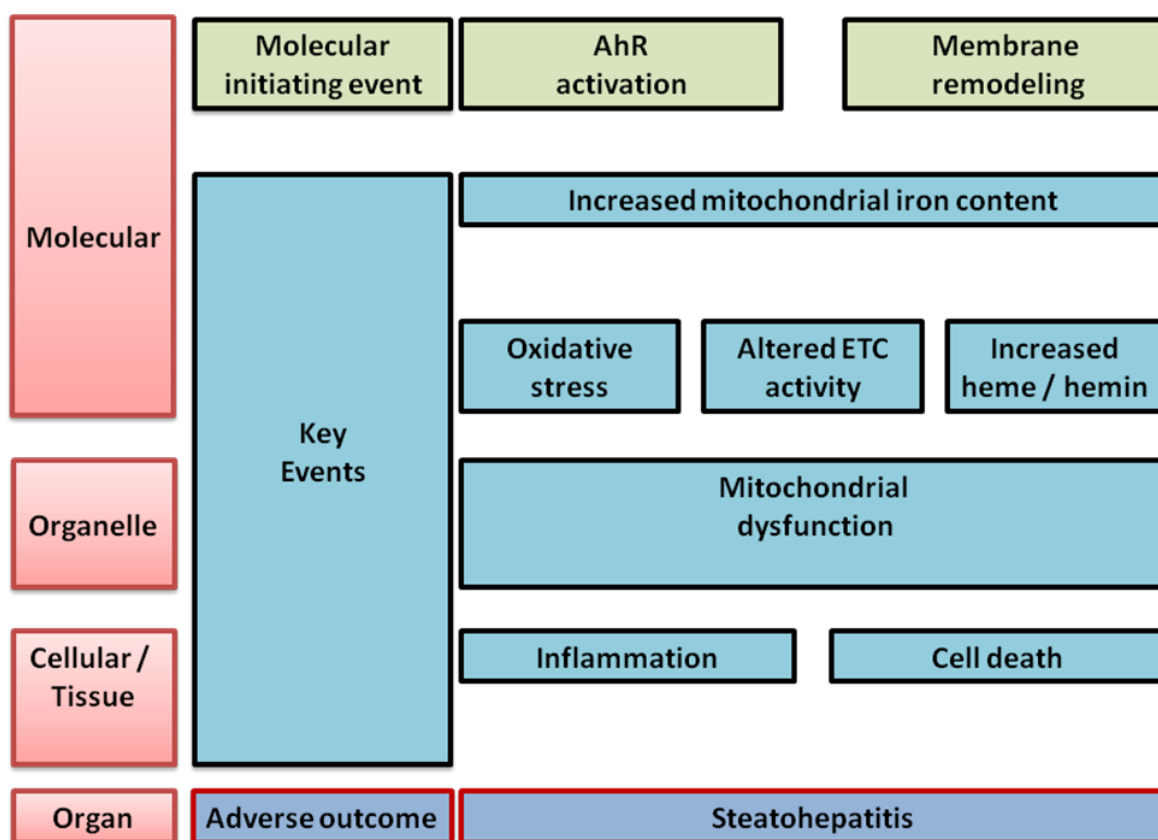 Molecular
initiating event
AhR
activation
Membrane
remodeling
Molecular
Increased mitochondrial iron content
Oxidative
stress
Altered ETC
activity
Increased
heme / hemin
Key
Events
Organelle
Mitochondrial
dysfunction
Cellular /
Tissue
Inflammation
Cell death
Organ
Adverse outcome
Steatohepatitis